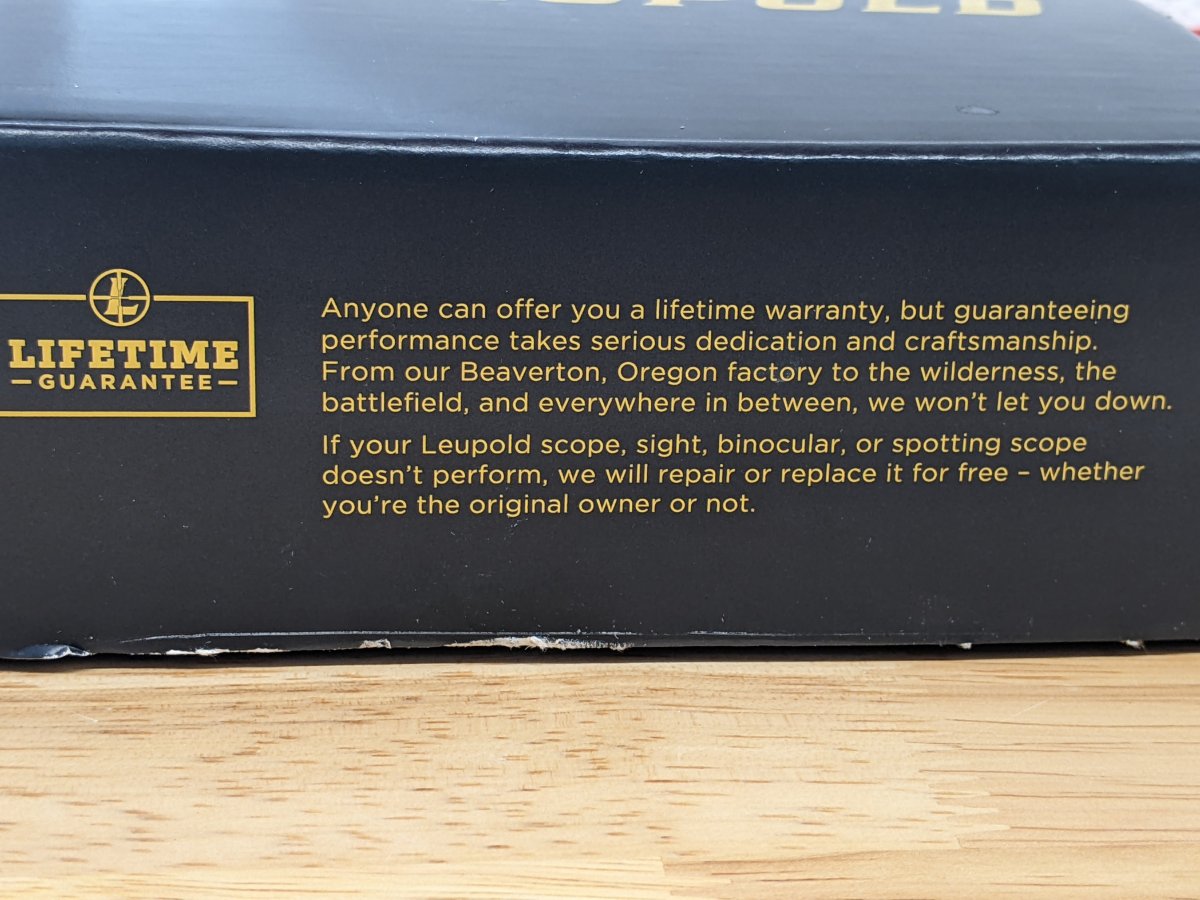 LIFETIME
GUARANTEE
Anyone can offer you a lifetime warranty, but guaranteeing
performance takes serious dedication and craftsmanship.
From our Beaverton, Oregon factory to the wilderness, the
battlefield, and everywhere in between, we won't let you down.
If your Leupold scope, sight, binocular, or spotting scope
doesn't perform, we will repair or replace it for free – whether
you're the original owner or not.